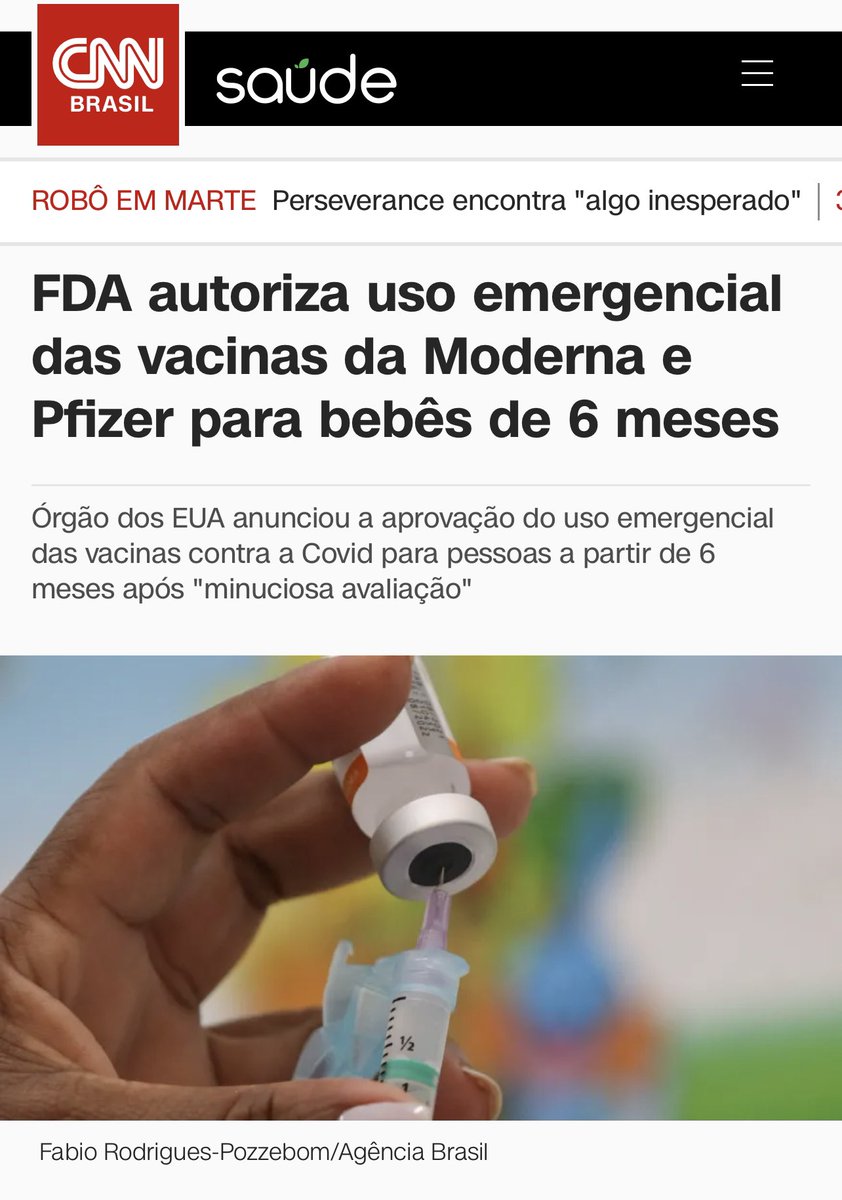 CNN
BRASIL
saúde
ROBÔ EM MARTE Perseverance encontra "algo inesperado"
FDA autoriza uso emergencial
das vacinas da Moderna e
Pfizer para bebês de 6 meses
Órgão dos EUA anunciou a aprovação do uso emergencial
das vacinas contra a Covid para pessoas a partir de 6
meses após "minuciosa avaliação"
½
1
Fabio Rodrigues-Pozzebom/Agência Brasil